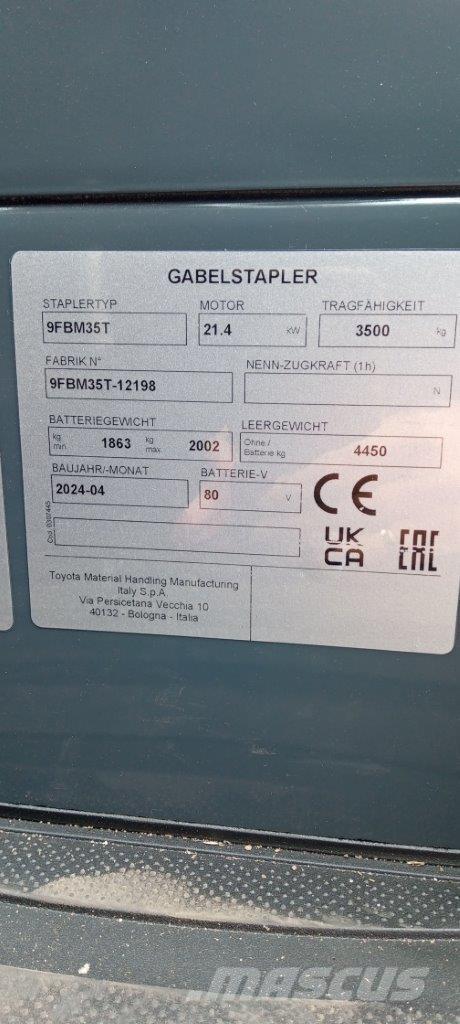 GABELSTAPLER
STAPLERTYP MOTOR TRAGFÄHIGKEIT
9FBM35T 21.4 kW 3500 kg
FABRIK N° NENN-ZUGKRAFT (1h)
9FBM35T-12198 N
BATTERIEGEWICHT LEERGEWICHT
kg min 1863 kg max. 2002 Ohne / Batterie kg 4450
BAUJAHR/-MONAT BATTERIE-V
2024-04 80 V CE
Cod. 0307445
UK CA EAC
Toyota Material Handling Manufacturing
Italy S.p.A.
Via Persicetana Vecchia 10
40132 - Bologna - Italia
MASCUS